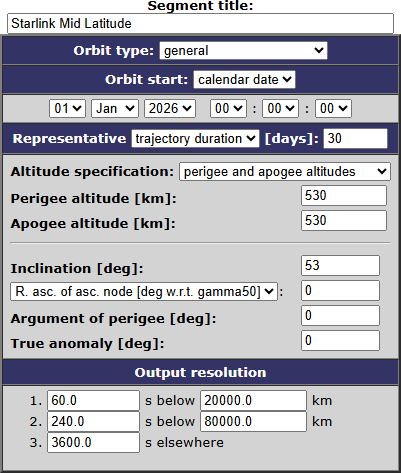 Segment title:
Starlink Mid Latitude
Orbit type: general
Orbit start: calendar date
01 Jan 2026 00 : 00 : 00
Representative trajectory duration [days]: 30
Altitude specification: perigee and apogee altitudes
Perigee altitude [km]: 530
Apogee altitude [km]: 530
Inclination [deg]: 53
R. asc. of asc. node [deg w.r.t. gamma50] : 0
Argument of perigee [deg]: 0
True anomaly [deg]: 0
Output resolution
1. 60.0 s below 20000.0 km
2. 240.0 s below 80000.0 km
3. 3600.0 s elsewhere